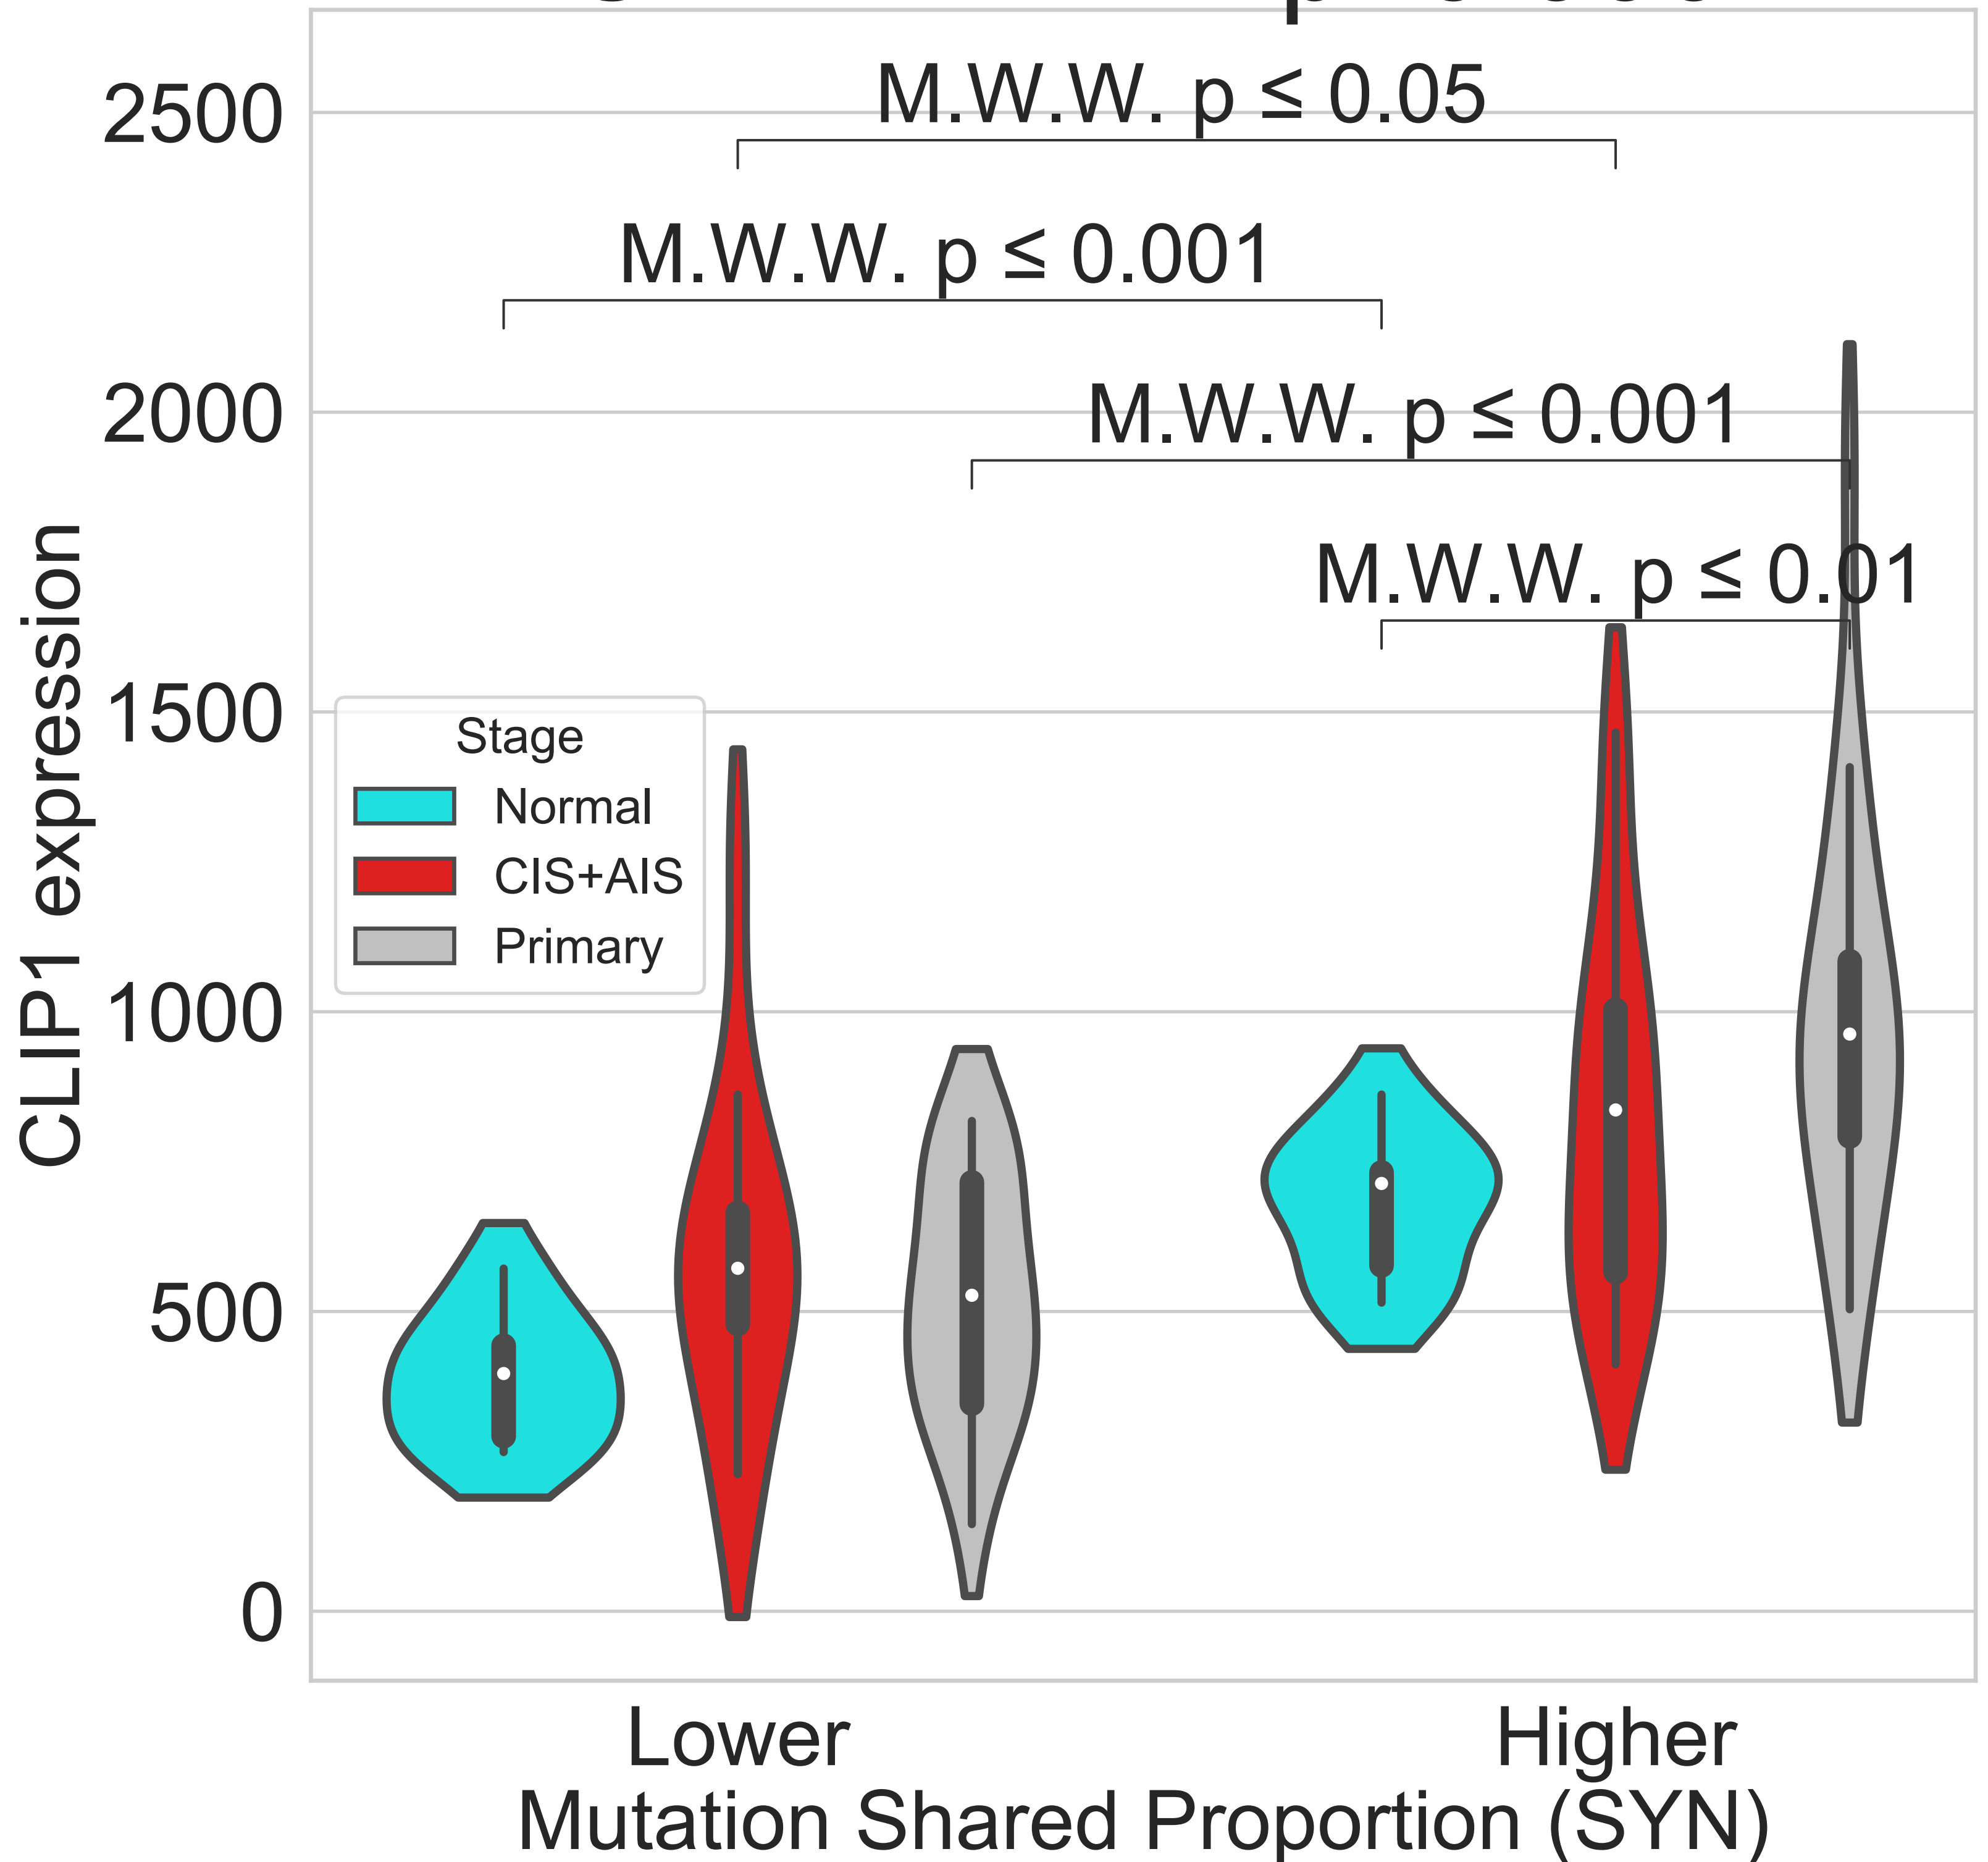 2500
2000
1500
1000
500
0
CLIP1 expression
M.W.W. p ≤ 0.05
M.W.W. p ≤ 0.001
M.W.W. p ≤ 0.001
M.W.W. p ≤ 0.01
Stage
Normal
CIS+AIS
Primary
Lower
Higher
Mutation Shared Proportion (SYN)